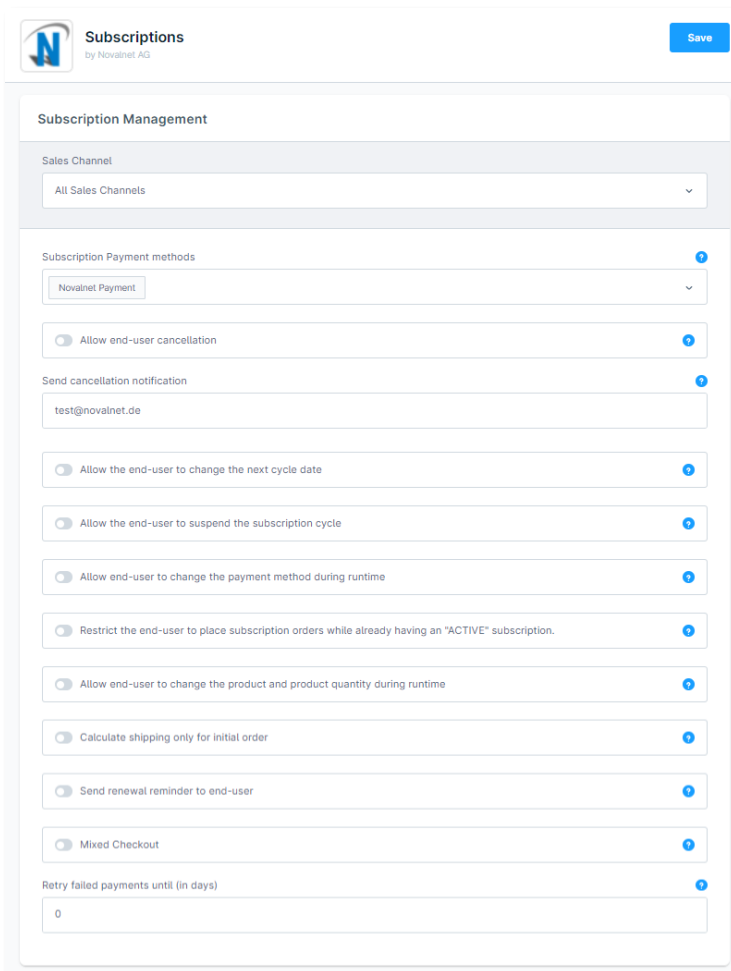 N
Subscriptions
by Novalnet AG
Save
Subscription Management
Sales Channel
All Sales Channels
Subscription Payment methods
?
Novalnet Payment
Allow end-user cancellation
?
Send cancellation notification
?
test@novalnet.de
Allow the end-user to change the next cycle date
?
Allow the end-user to suspend the subscription cycle
?
Allow end-user to change the payment method during runtime
?
Restrict the end-user to place subscription orders while already having an "ACTIVE" subscription.
?
Allow end-user to change the product and product quantity during runtime
?
Calculate shipping only for initial order
?
Send renewal reminder to end-user
?
Mixed Checkout
?
Retry failed payments until (in days)
?
0